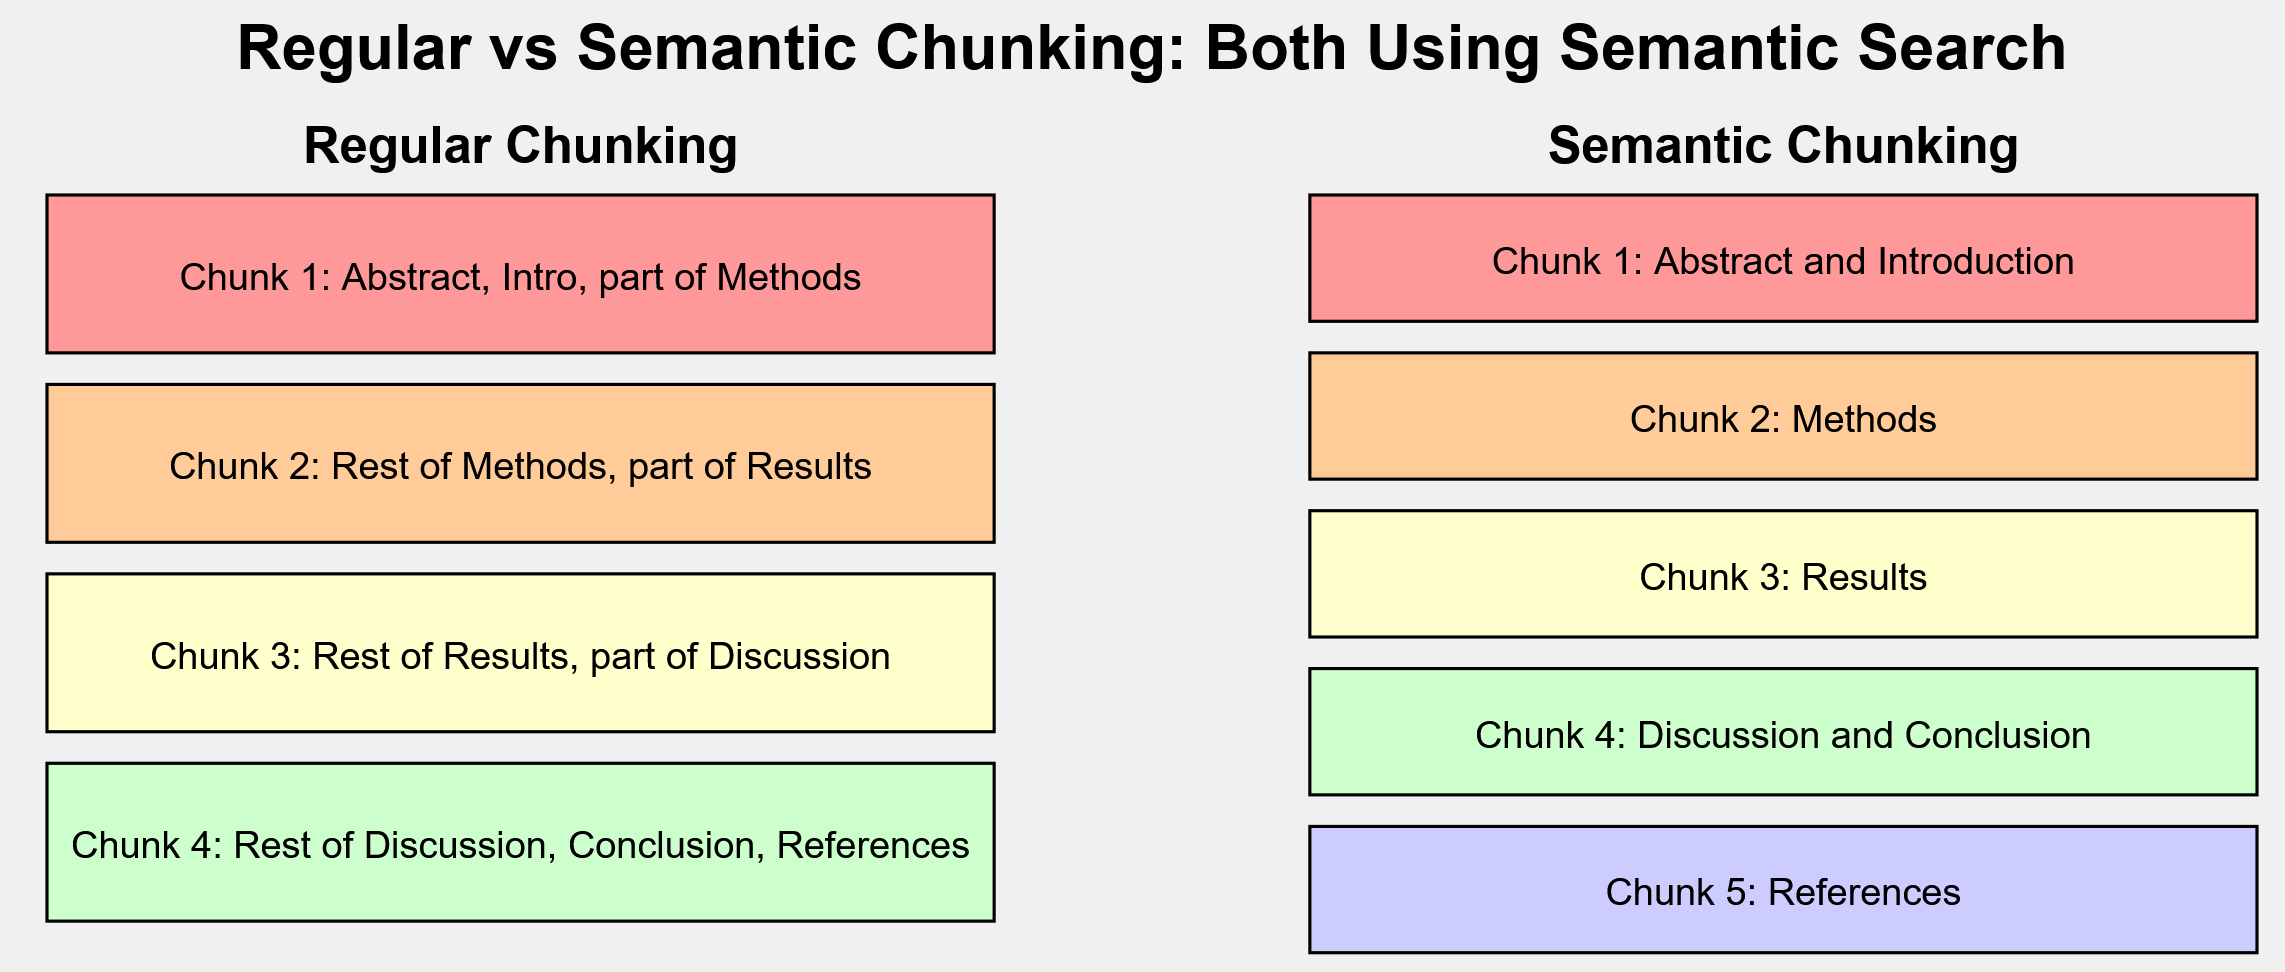 Regular vs Semantic Chunking: Both Using Semantic Search
Regular Chunking
Chunk 1: Abstract, Intro, part of Methods
Chunk 2: Rest of Methods, part of Results
Chunk 3: Rest of Results, part of Discussion
Chunk 4: Rest of Discussion, Conclusion, References
Semantic Chunking
Chunk 1: Abstract and Introduction
Chunk 2: Methods
Chunk 3: Results
Chunk 4: Discussion and Conclusion
Chunk 5: References